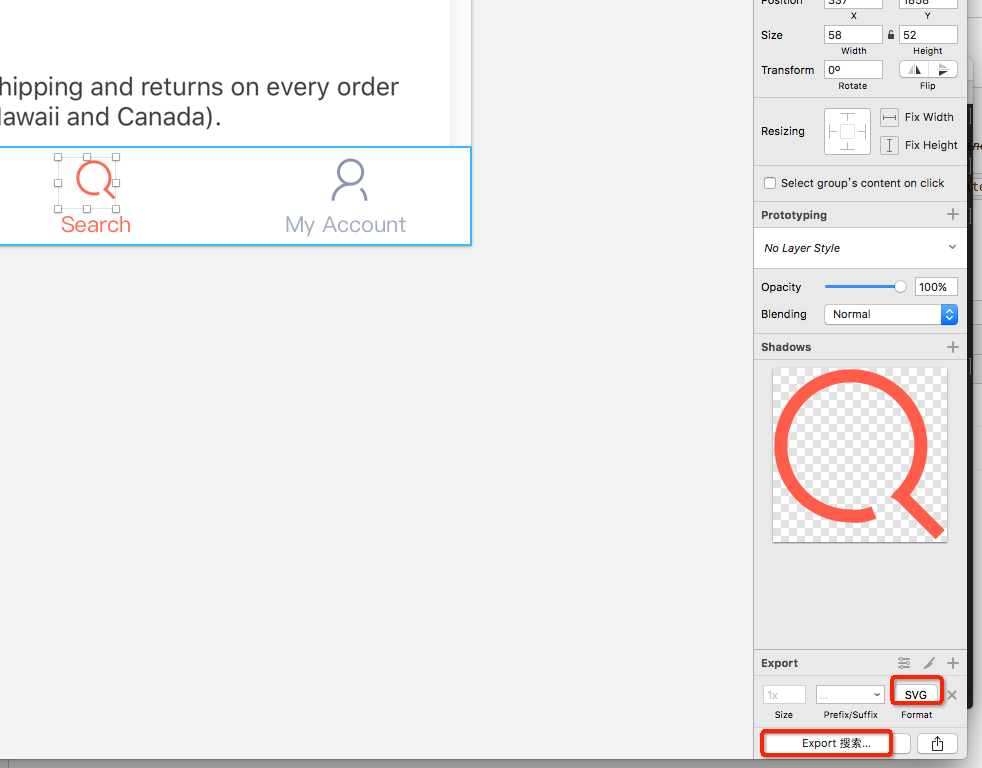 Position 337 1858
X Y
Size 58 52
Width Height
Transform 0º
Rotate Flip
hipping and returns on every order
Hawaii and Canada).
Resizing Fix Width
Fix Height
Select group's content on click
Search My Account
Prototyping
No Layer Style
Opacity 100%
Blending Normal
Shadows
Export
1x ... SVG
Size Prefix/Suffix Format
Export 搜索...